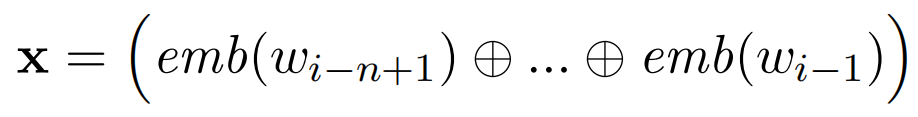 x = (emb(w_{i−n+1}) ⊕ ... ⊕ emb(w_{i−1}))